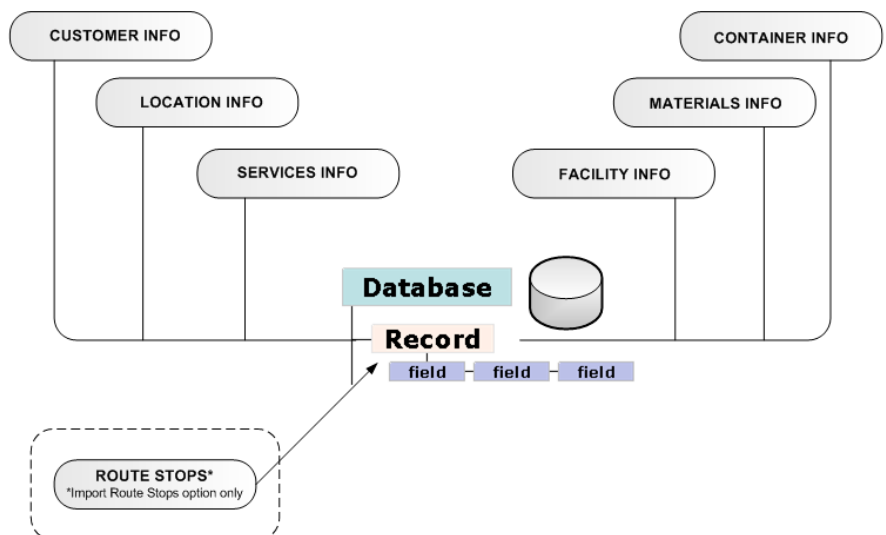 CUSTOMER INFO
CONTAINER INFO
LOCATION INFO
MATERIALS INFO
SERVICES INFO
FACILITY INFO
Database
Record
field field field
ROUTE STOPS*
*Import Route Stops option only